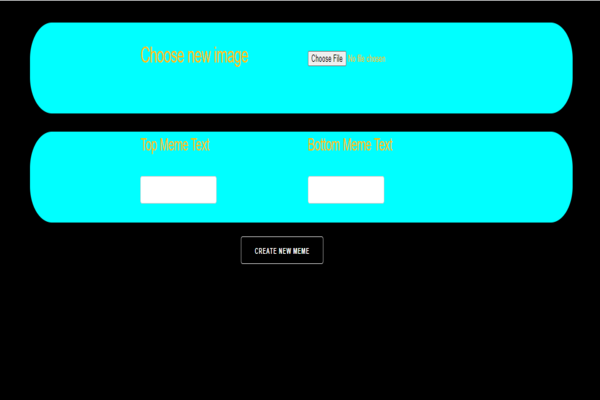 Choose new image
Choose File No file chosen
Top Meme Text
Bottom Meme Text
CREATE NEW MEME